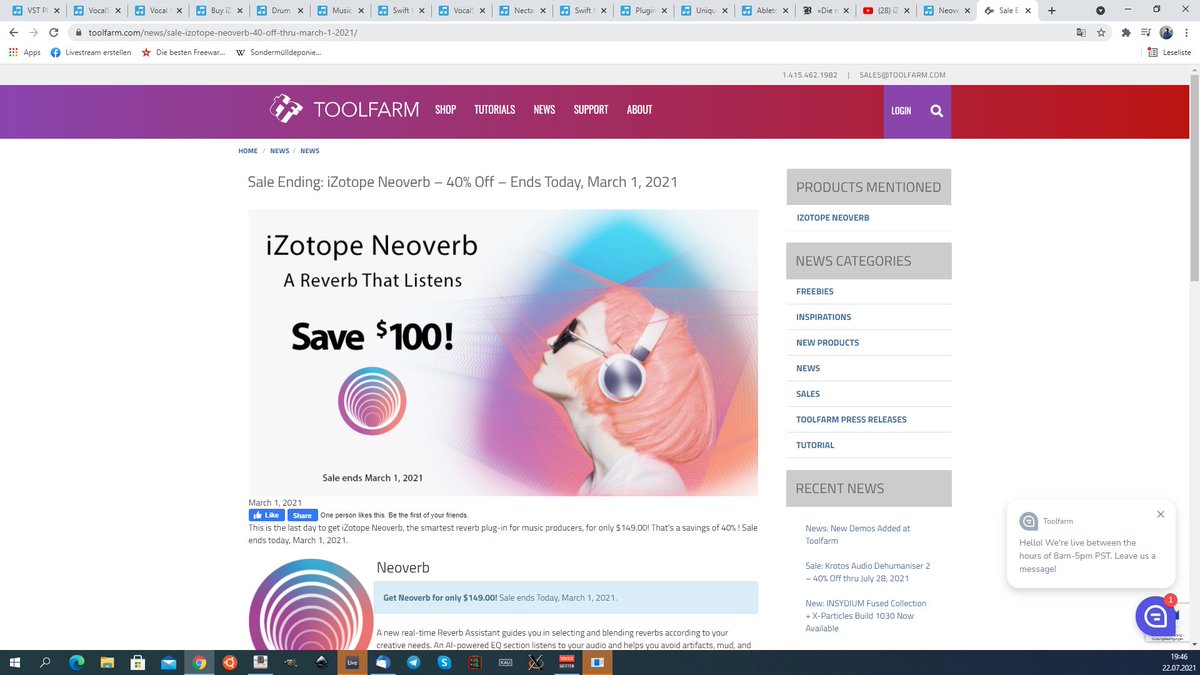 VST P
VocalS
Vocal
Buy iZ
Drum
Music
Swift
VocalS
Necta
Swift
Plugin
Uniqu
Ableto
«Die
(28) iZ
Neove
Sale E
toolfarm.com/news/sale-izotope-neoverb-40-off-thru-march-1-2021/
Apps
Livestream erstellen
Die besten Freewar...
Sondermülldeponie...
Leseliste
1.415.462.1982 | SALES@TOOLFARM.COM
TOOLFARM
SHOP
TUTORIALS
NEWS
SUPPORT
ABOUT
LOGIN
HOME / NEWS / NEWS
Sale Ending: iZotope Neoverb – 40% Off – Ends Today, March 1, 2021
iZotope Neoverb
A Reverb That Listens
Save $100!
Sale ends March 1, 2021
March 1, 2021
Like
Share
One person likes this. Be the first of your friends.
This is the last day to get iZotope Neoverb, the smartest reverb plug-in for music producers, for only $149.00! That's a savings of 40% ! Sale
ends today, March 1, 2021.
Neoverb
Get Neoverb for only $149.00! Sale ends Today, March 1, 2021.
A new real-time Reverb Assistant guides you in selecting and blending reverbs according to your
creative needs. An AI-powered EQ section listens to your audio and helps you avoid artifacts, mud, and
PRODUCTS MENTIONED
IZOTOPE NEOVERB
NEWS CATEGORIES
FREEBIES
INSPIRATIONS
NEW PRODUCTS
NEWS
SALES
TOOLFARM PRESS RELEASES
TUTORIAL
RECENT NEWS
News: New Demos Added at
Toolfarm
Sale: Krotos Audio Dehumaniser 2
– 40% Off thru July 28, 2021
New: INSYDIUM Fused Collection
+ X-Particles Build 1030 Now
Available
Toolfarm
Hello! We're live between the
hours of 8am-5pm PST. Leave us a
message!
1
Live
KAU
19:46
22.07.2021